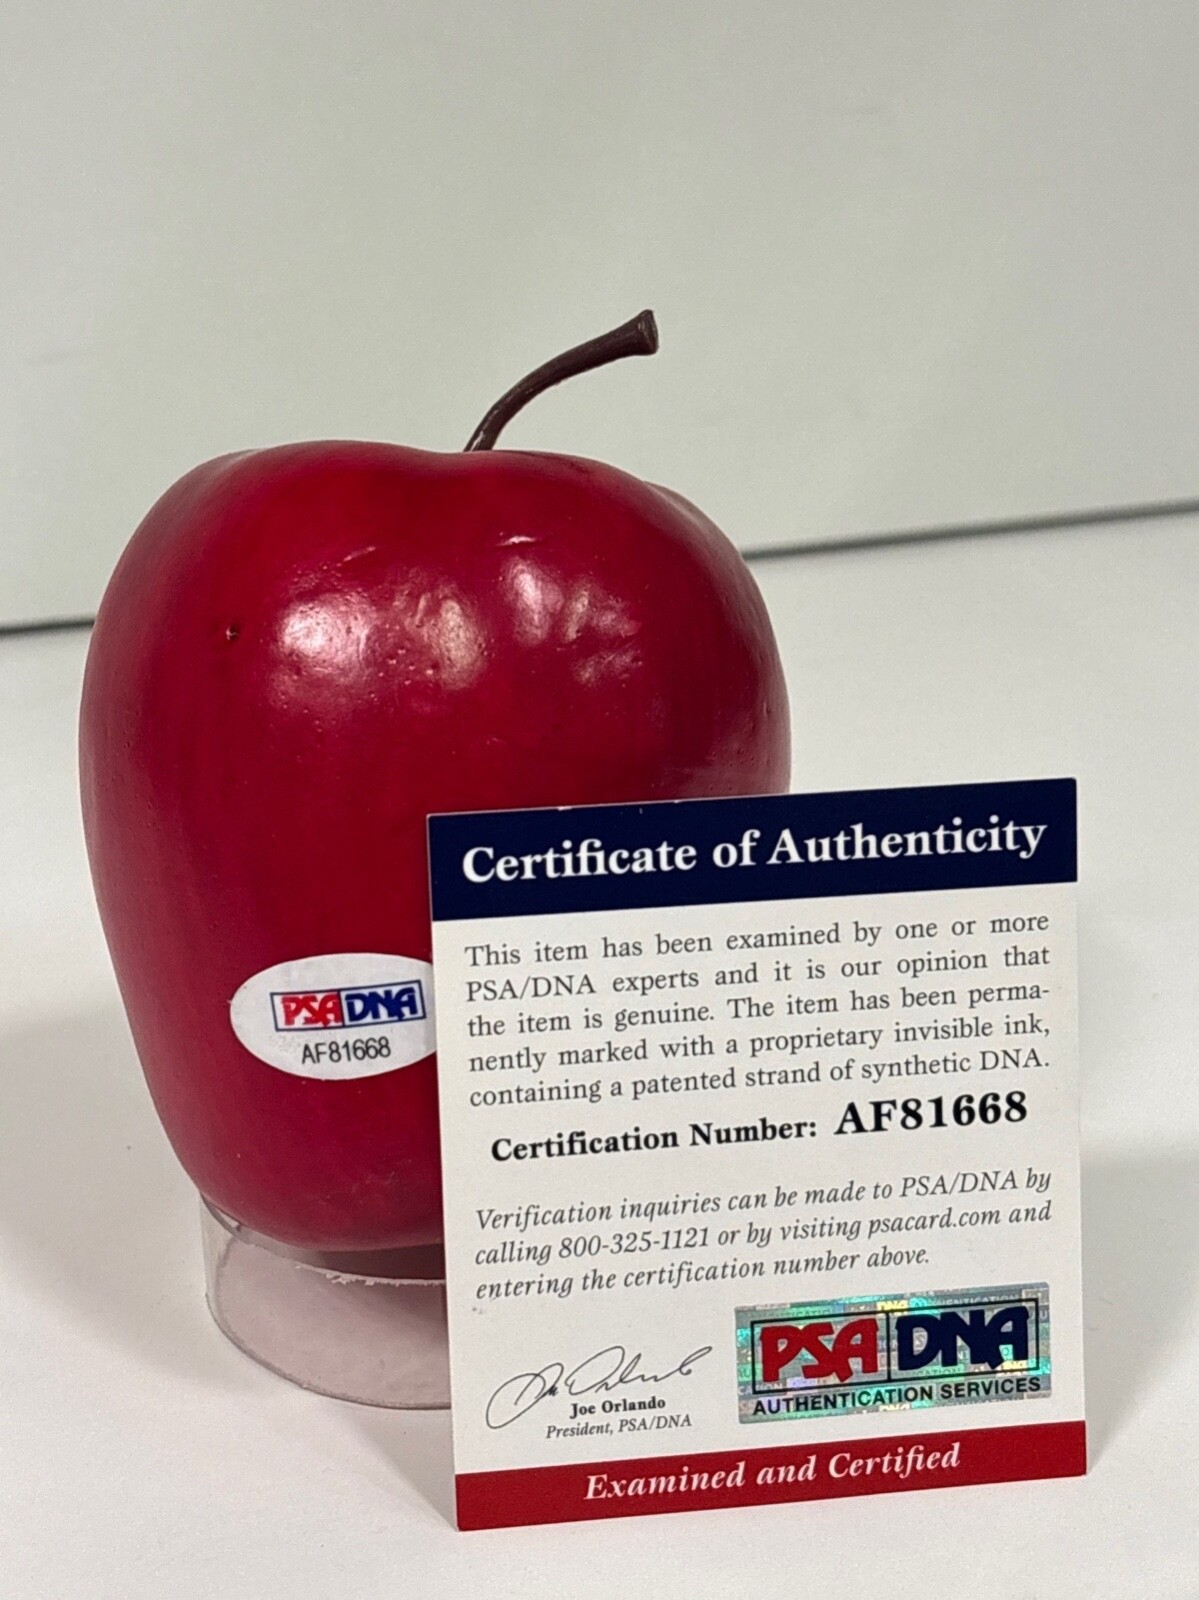 PSA DNA
AF81668
Certificate of Authenticity
This item has been examined by one or more
PSA/DNA experts and it is our opinion that
the item is genuine. The item has been perma-
nently marked with a proprietary invisible ink,
containing a patented strand of synthetic DNA.
Certification Number: AF81668
Verification inquiries can be made to PSA/DNA by
calling 800-325-1121 or by visiting psacard.com and
entering the certification number above.
Joe Orlando
President, PSA/DNA
PSA DNA
AUTHENTICATION SERVICES
Examined and Certified